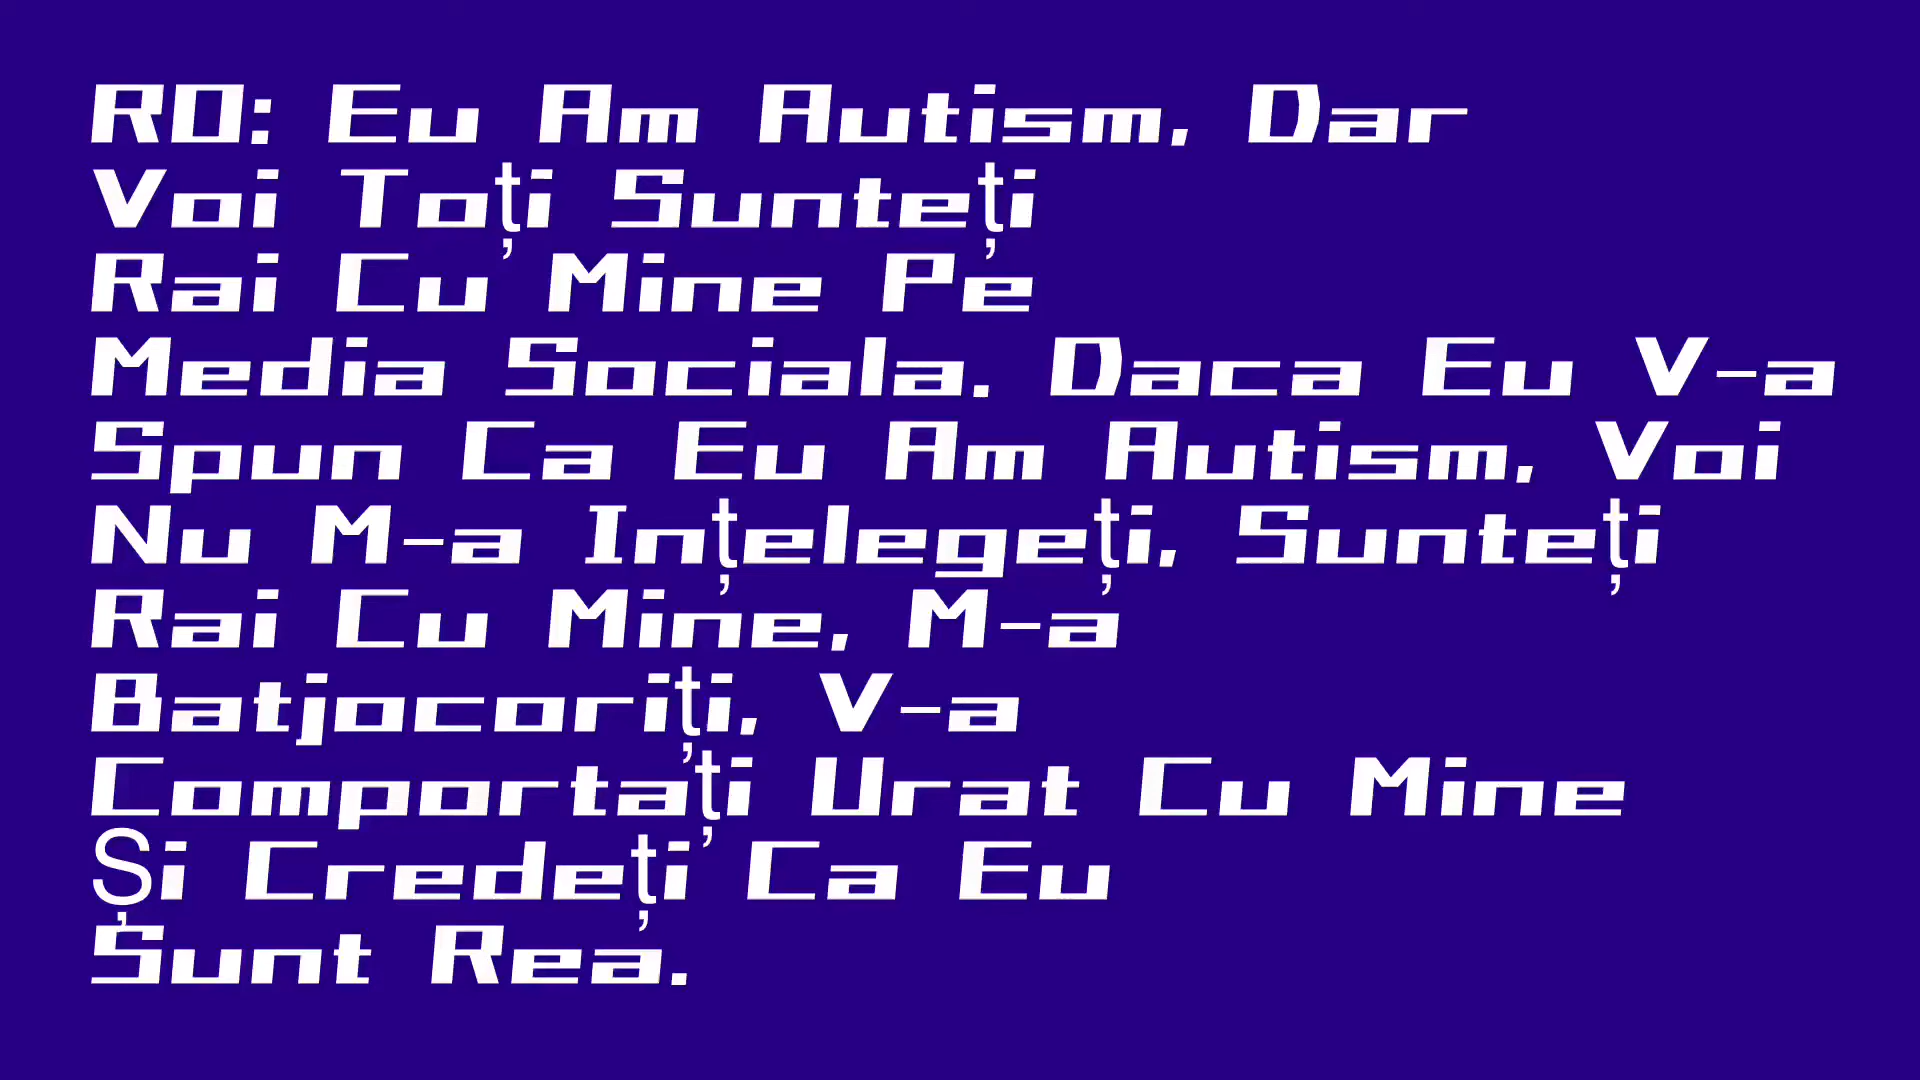 RO: Eu Am Autism, Dar
Voi Toți Sunteți
Rai Cu Mine Pe
Media Sociala. Daca Eu V-a
Spun Ca Eu Am Autism, Voi
Nu M-a Ințelegeți, Sunteți
Rai Cu Mine, M-a
Batjocoriți, V-a
Comportați Urat Cu Mine
Și Credeți Ca Eu
Sunt Rea.